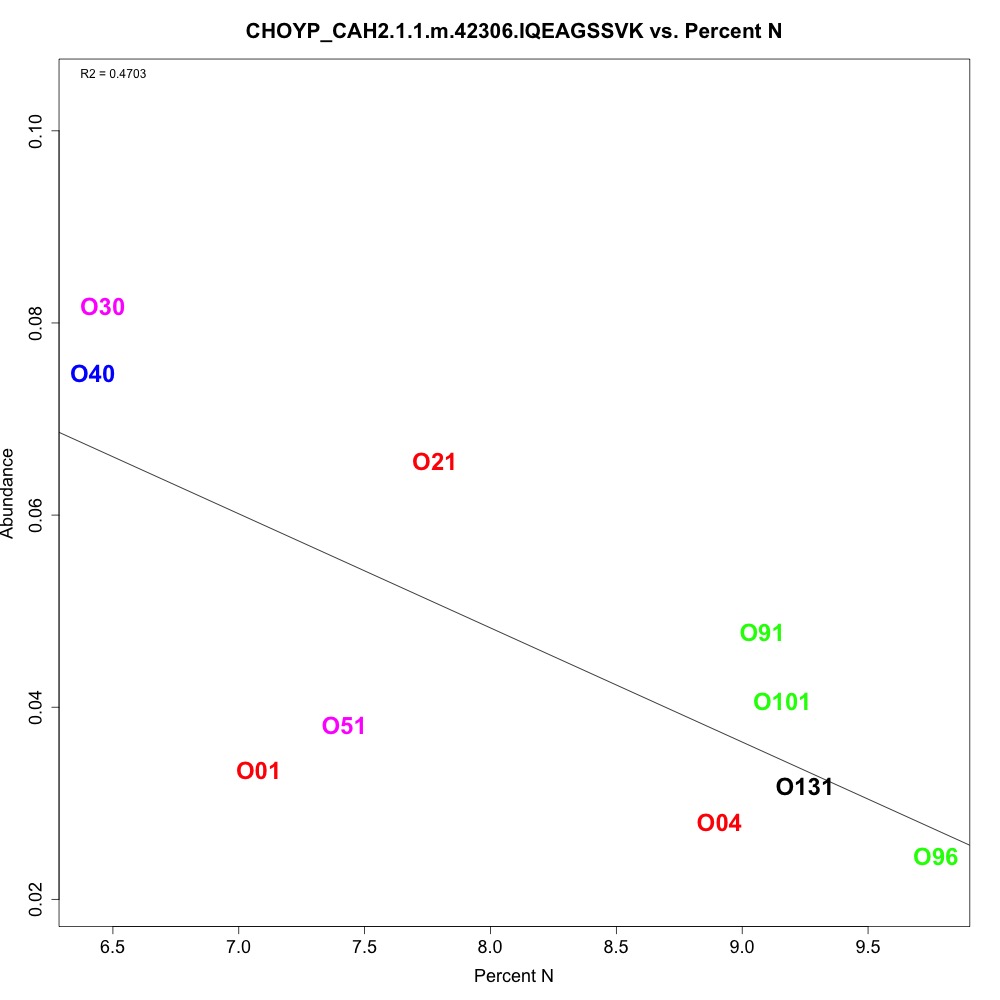 CHOYP_CAH2.1.1.m.42306.IQEAGSSVK vs. Percent N
R2 = 0.4703
0.10
O30
0.08
O40
O21
0.06
Abundance
O91
O101
0.04
O51
O01
O131
O04
O96
0.02
6.5 7.0 7.5 8.0 8.5 9.0 9.5
Percent N